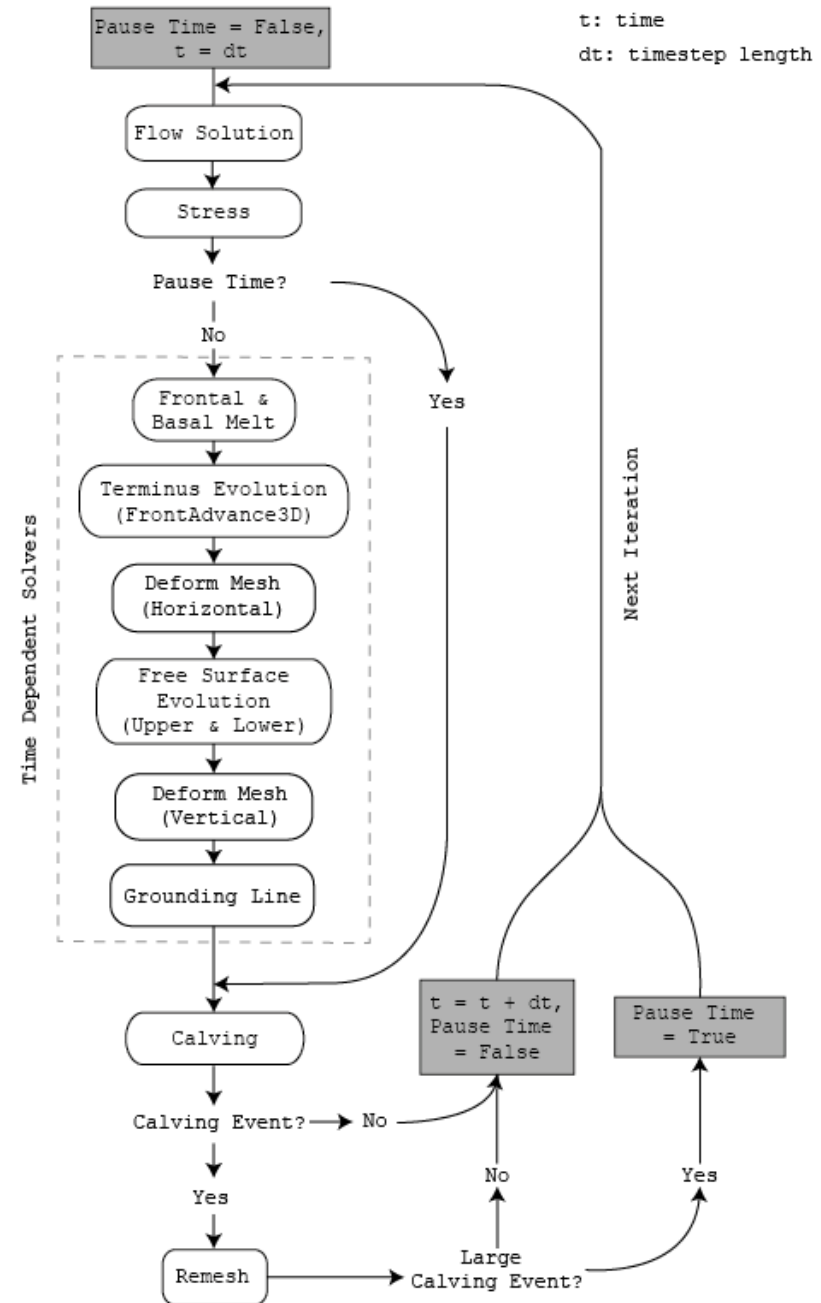 Pause Time = False,
t = dt
t: time
dt: timestep length
Flow Solution
Stress
Pause Time?
No
Yes
Time Dependent Solvers
Frontal &
Basal Melt
Terminus Evolution
(FrontAdvance3D)
Deform Mesh
(Horizontal)
Free Surface
Evolution
(Upper & Lower)
Deform Mesh
(Vertical)
Grounding Line
Next Iteration
Calving
t = t + dt,
Pause Time
= False
Pause Time
= True
Calving Event?
No
Yes
Remesh
Large
Calving Event?
No
Yes